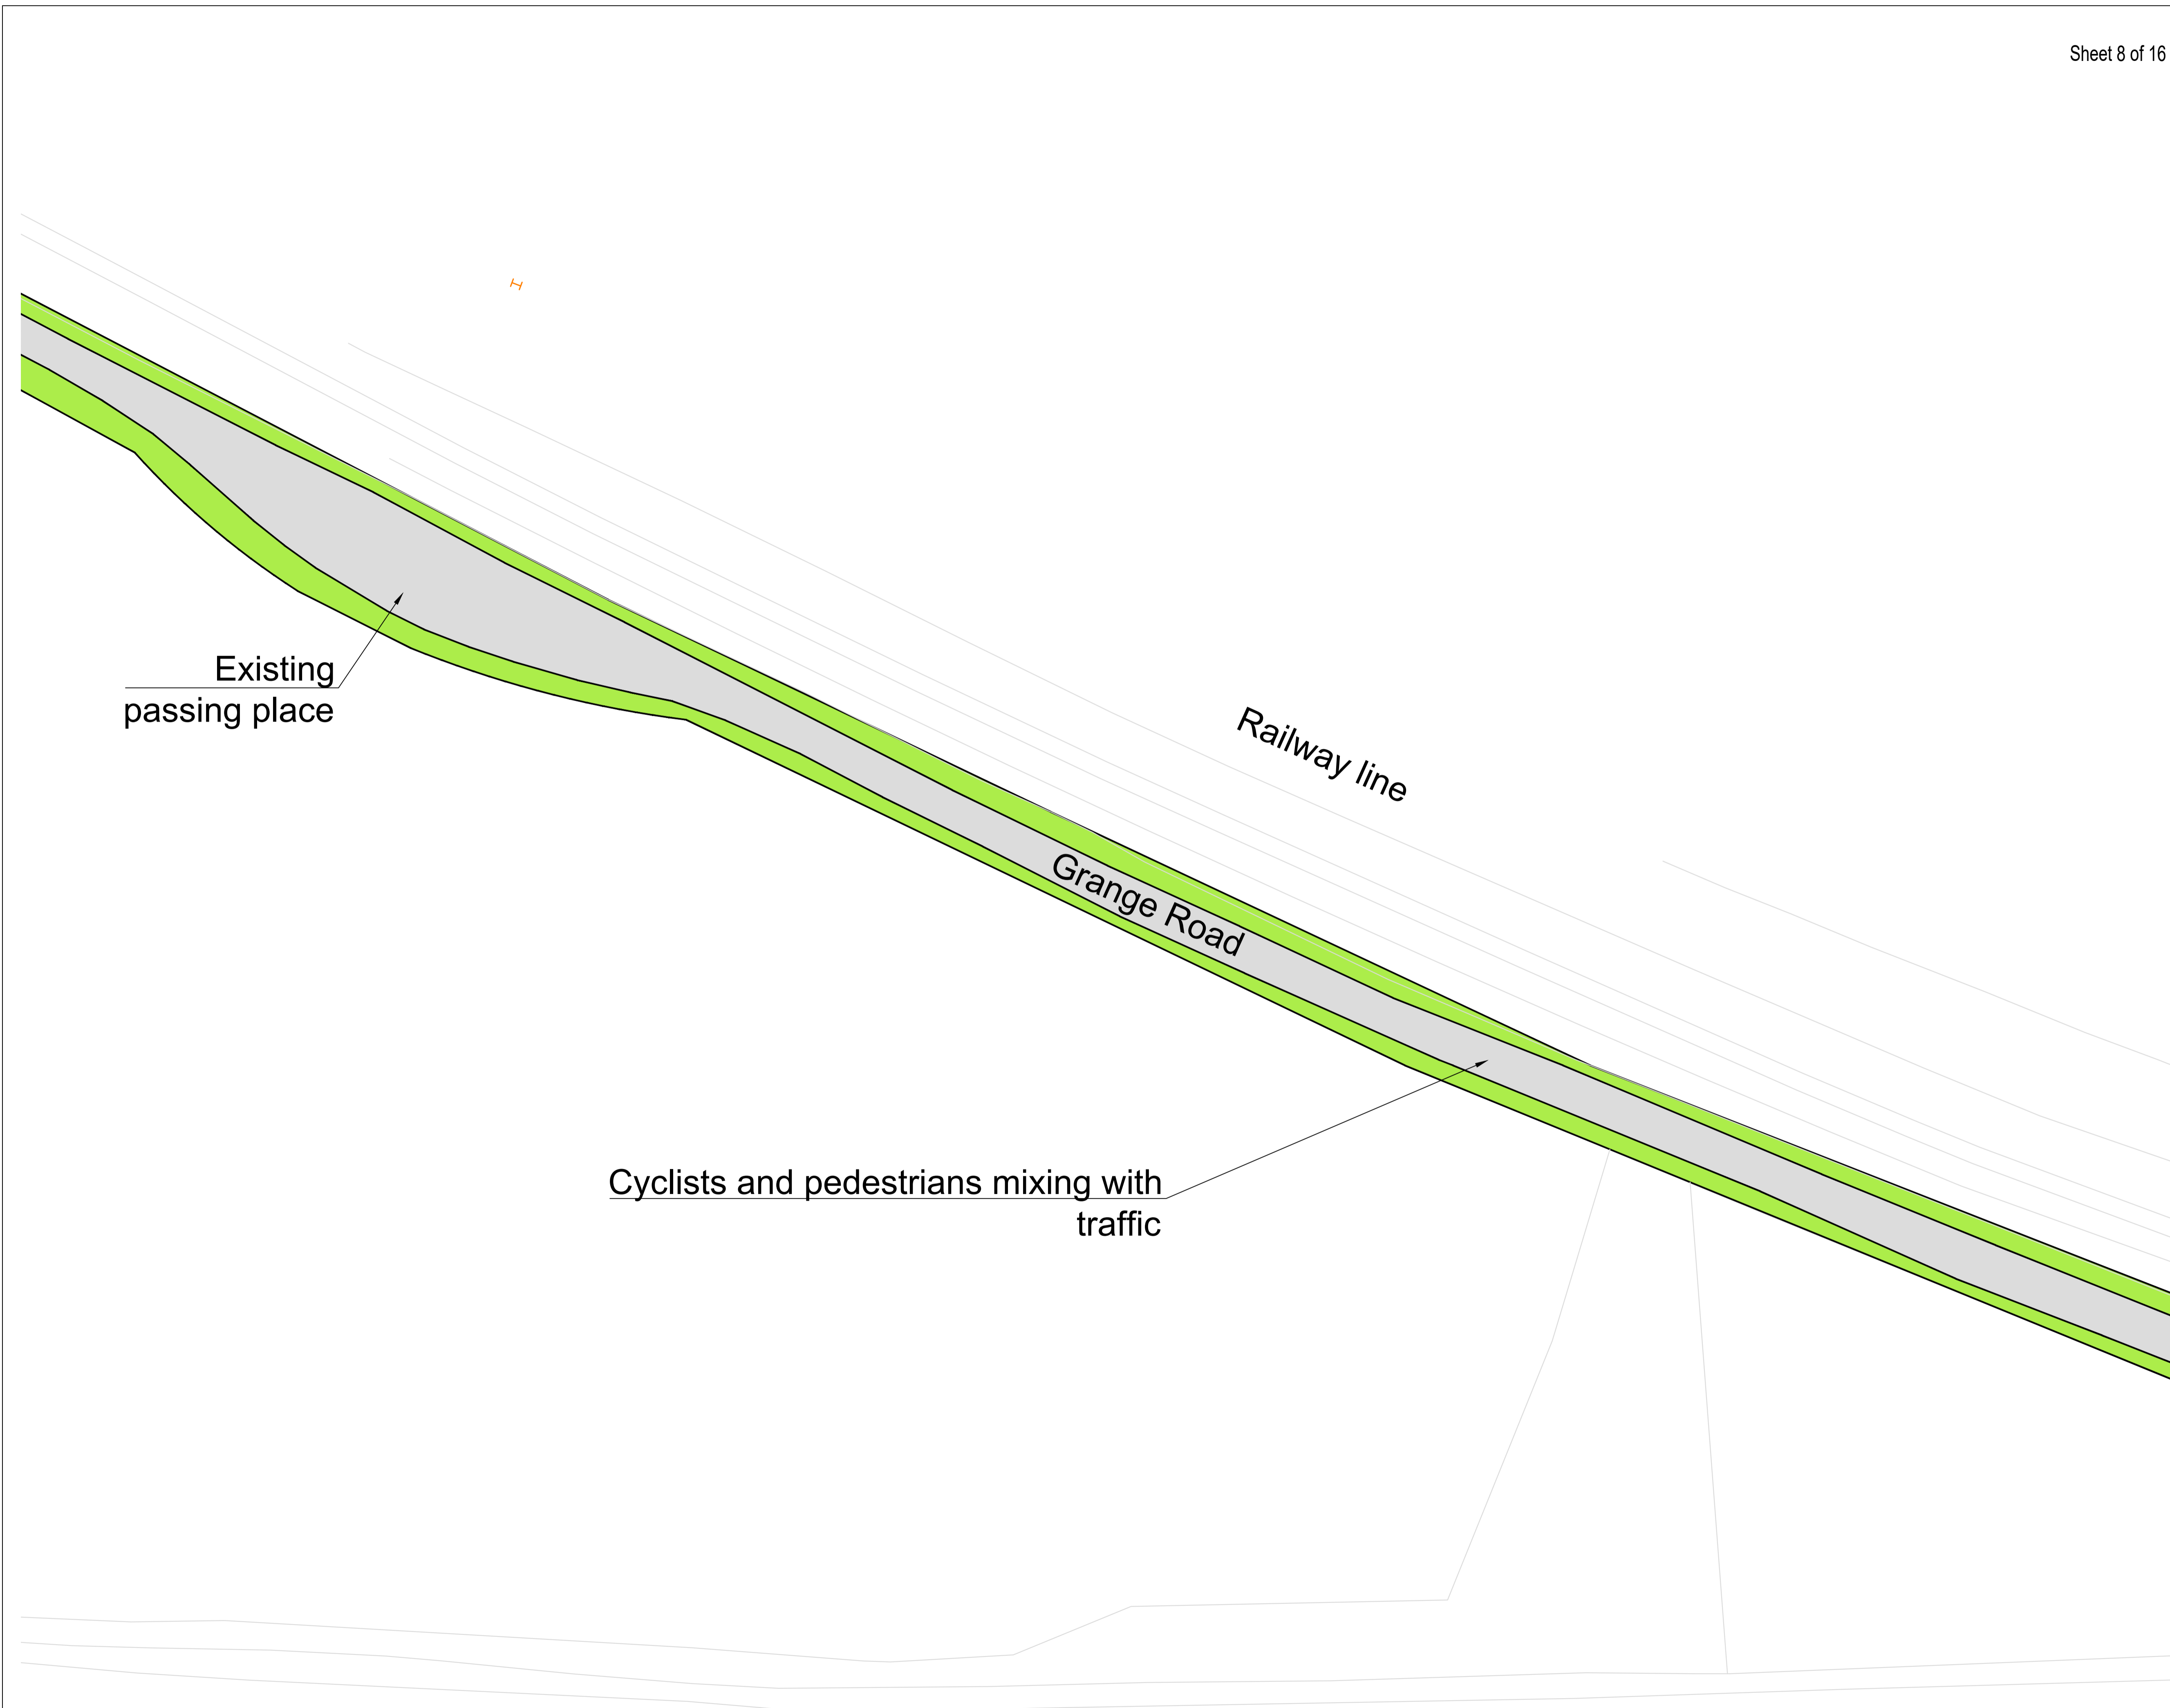 Sheet 8 of 16
Existing
passing place
Railway line
Grange Road
Cyclists and pedestrians mixing with
traffic